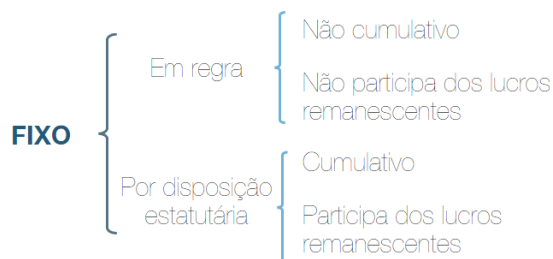 FIXO
Em regra
Não cumulativo
Não participa dos lucros
remanescentes
Por disposição
estatutária
Cumulativo
Participa dos lucros
remanescentes